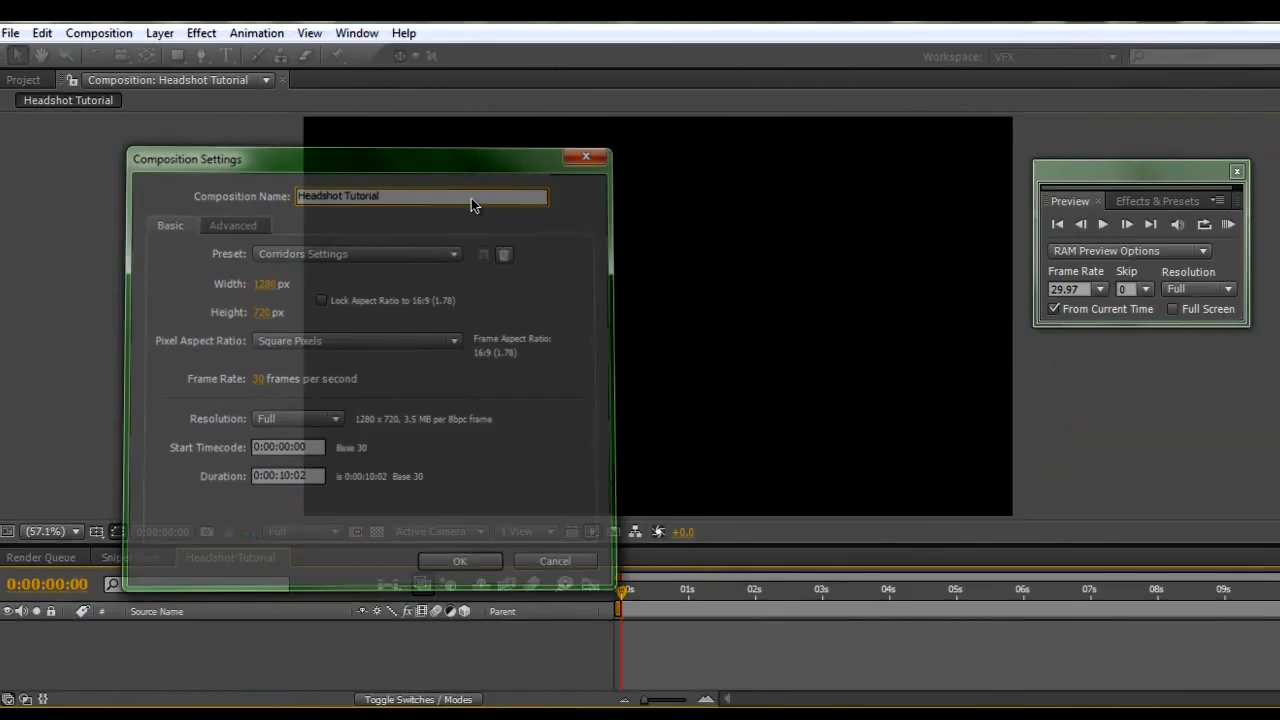 File Edit Composition Layer Effect Animation View Window Help
Workspace: VFX
Project Composition: Headshot Tutorial
Headshot Tutorial
Composition Settings
Composition Name: Headshot Tutorial
Basic Advanced
Preset: Corridors Settings
Width: 1280 px
Lock Aspect Ratio to 16:9 (1.78)
Height: 720 px
Pixel Aspect Ratio: Square Pixels
Frame Aspect Ratio:
16:9 (1.78)
Frame Rate: 30 frames per second
Resolution: Full 1280 x 720, 3.5 MB per 8bpc frame
Start Timecode: 0:00:00:00 Base 30
Duration: 0:00:10:02 is 0:00:10:02 Base 30
OK Cancel
Preview Effects & Presets
RAM Preview Options
Frame Rate Skip Resolution
29.97 0 Full
From Current Time Full Screen
(57.1%) 0:00:00:00 Full Active Camera 1 View +0.0
Render Queue Headshot Tutorial
0:00:00:00
01s 02s 03s 04s 05s 06s 07s 08s 09s
# Source Name Parent
Toggle Switches / Modes